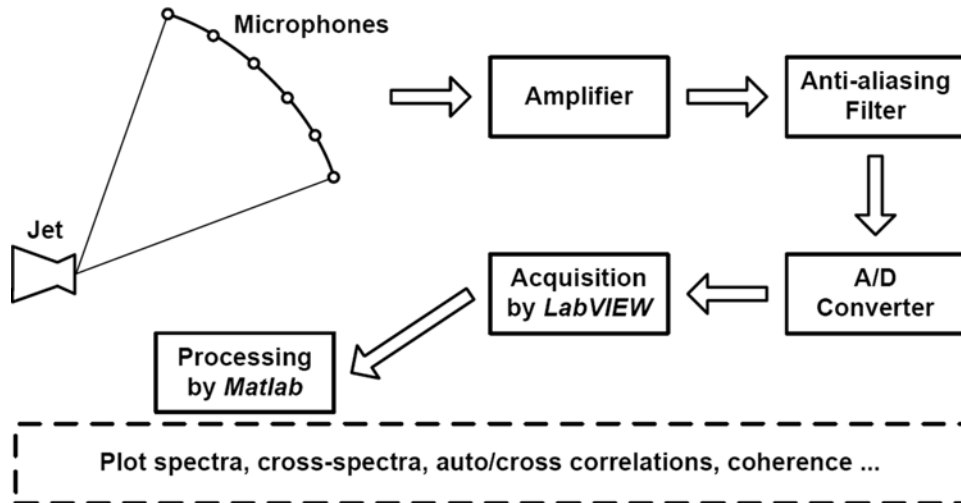 Microphones
Jet
Amplifier
Anti-aliasing
Filter
A/D
Converter
Acquisition
by LabVIEW
Processing
by Matlab
Plot spectra, cross-spectra, auto/cross correlations, coherence ...